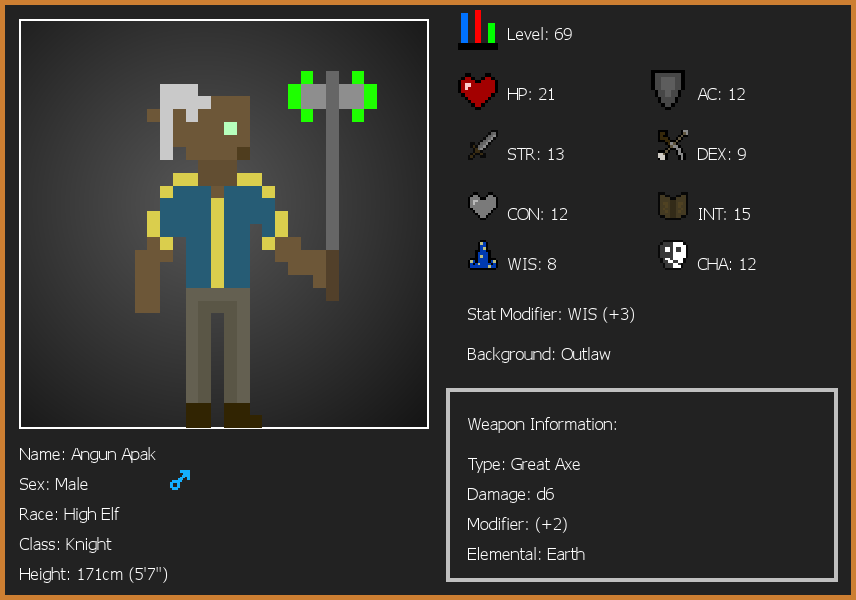 Level: 69
HP: 21
AC: 12
STR: 13
DEX: 9
CON: 12
INT: 15
WIS: 8
CHA: 12
Stat Modifier: WIS (+3)
Background: Outlaw
Weapon Information:
Type: Great Axe
Damage: d6
Modifier: (+2)
Elemental: Earth
Name: Angun Apak
Sex: Male
Race: High Elf
Class: Knight
Height: 171cm (5'7")